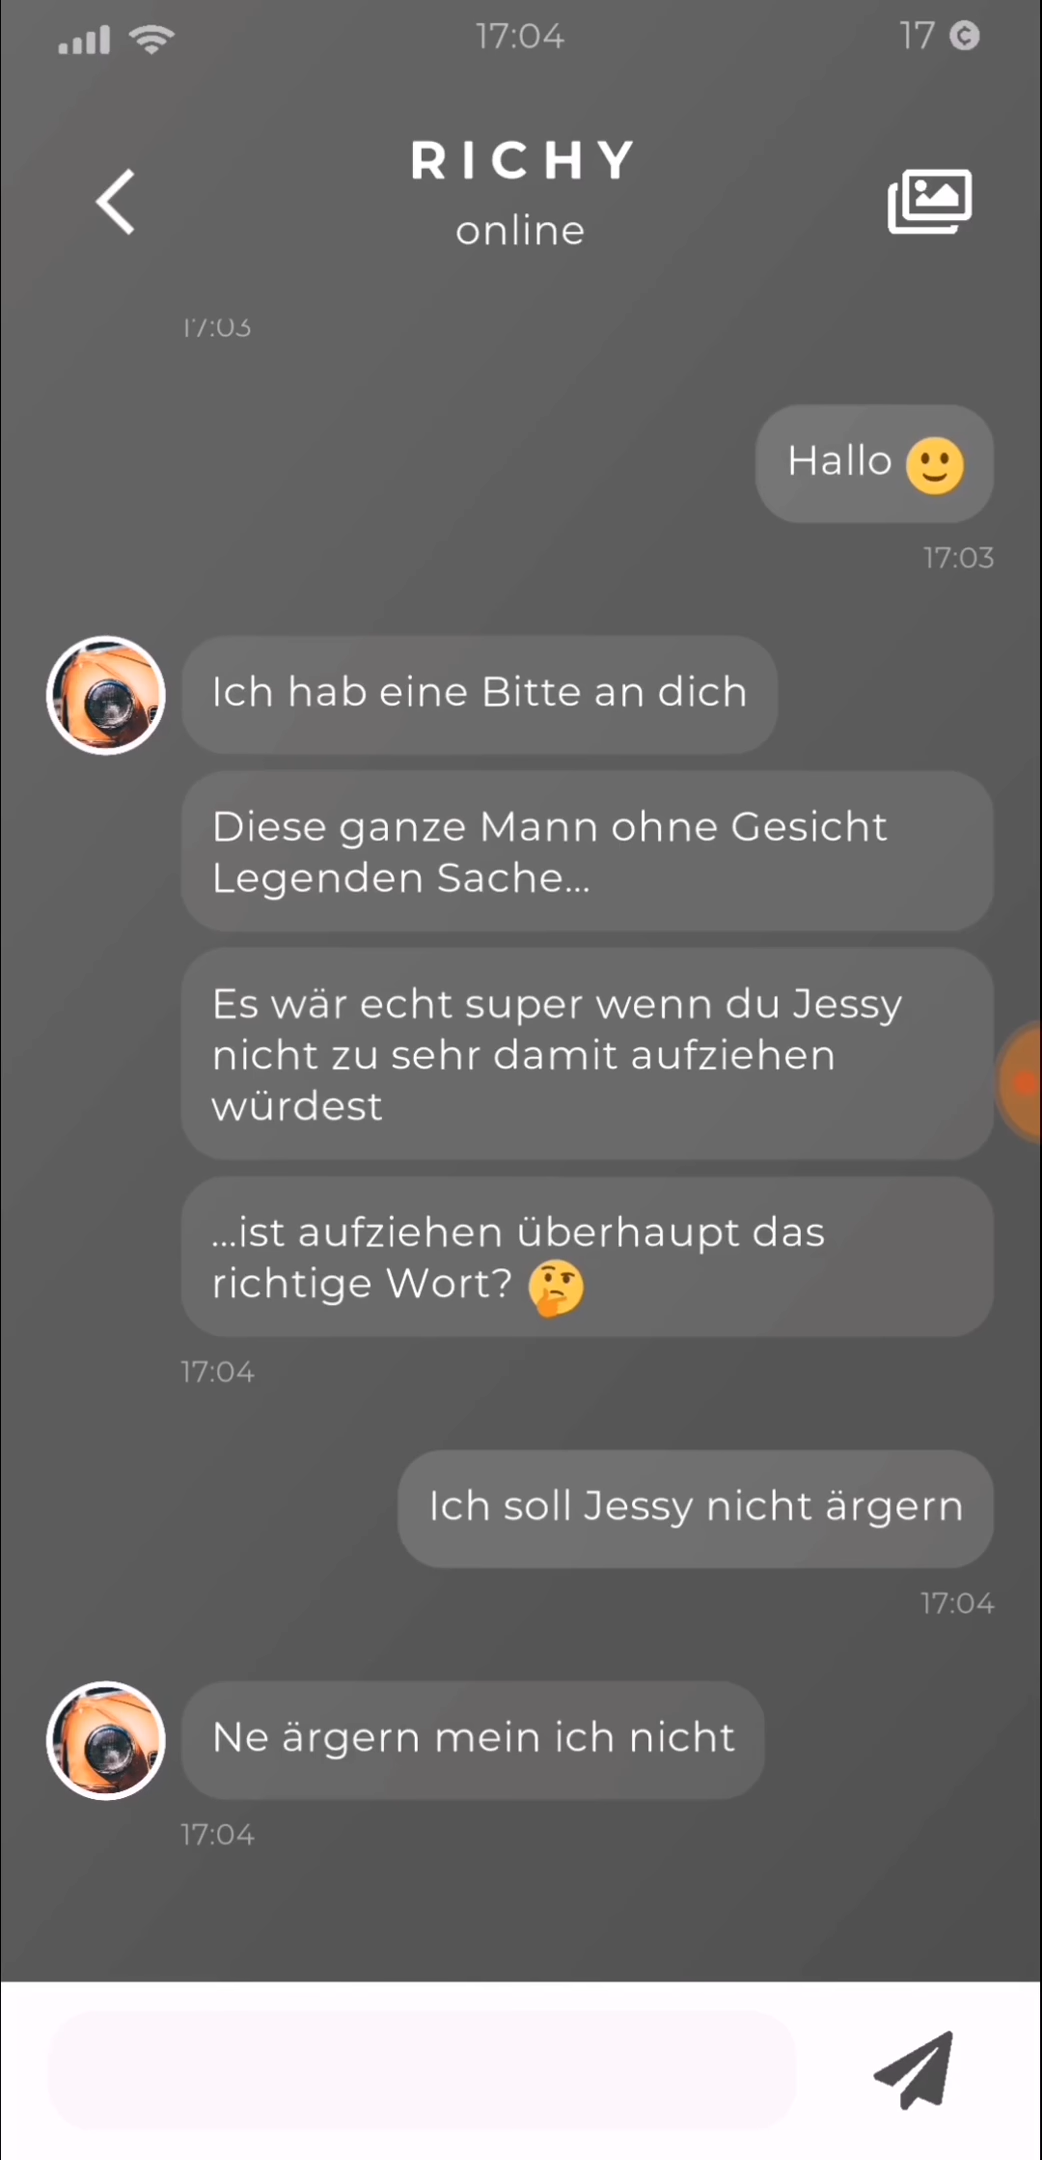 17:04
17
RICHY
online
17:03
Hallo 🙂
17:03
Ich hab eine Bitte an dich
Diese ganze Mann ohne Gesicht
Legenden Sache...
Es wär echt super wenn du Jessy
nicht zu sehr damit aufziehen
würdest
...ist aufziehen überhaupt das
richtige Wort? 🤔
17:04
Ich soll Jessy nicht ärgern
17:04
Ne ärgern mein ich nicht
17:04